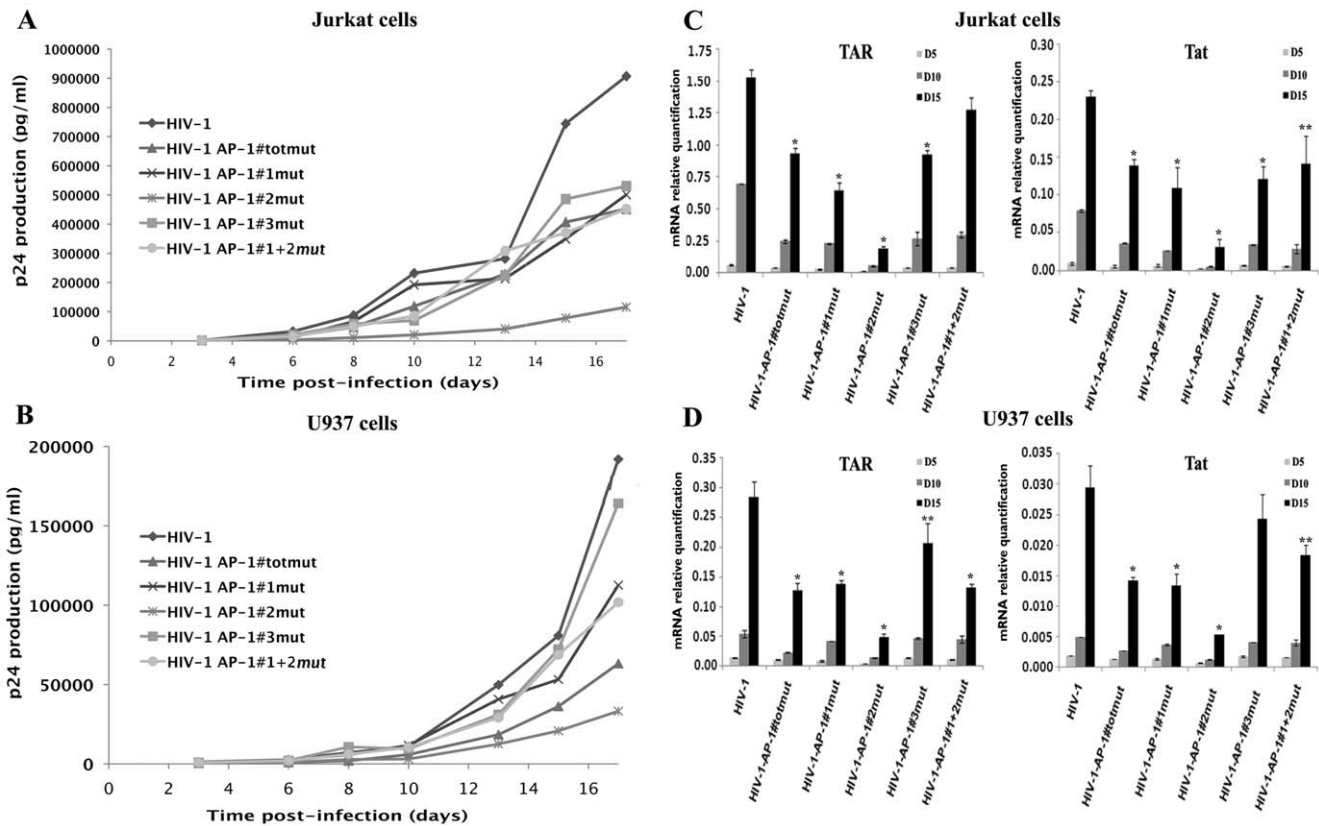 A
Jurkat cells
p24 production (pg/ml)
1000000
900000
800000
700000
600000
500000
400000
300000
200000
100000
0
HIV-1
HIV-1 AP-1#totmut
HIV-1 AP-1#1mut
HIV-1 AP-1#2mut
HIV-1 AP-1#3mut
HIV-1 AP-1#1+2mut
0 2 4 6 8 10 12 14 16
Time post-infection (days)
B
U937 cells
p24 production (pg/ml)
200000
150000
100000
50000
0
HIV-1
HIV-1 AP-1#totmut
HIV-1 AP-1#1mut
HIV-1 AP-1#2mut
HIV-1 AP-1#3mut
HIV-1 AP-1#1+2mut
0 2 4 6 8 10 12 14 16
Time post-infection (days)
C
Jurkat cells
TAR
mRNA relative quantification
1.75
1.50
1.25
1.00
0.75
0.50
0.25
0.00
D5
D10
D15
* * * *
HIV-1
HIV-1-AP-1#totmut
HIV-1-AP-1#1mut
HIV-1-AP-1#2mut
HIV-1-AP-1#3mut
HIV-1-AP-1#1+2mut
Tat
mRNA relative quantification
0.30
0.25
0.20
0.15
0.10
0.05
0.00
D5
D10
D15
* * * * **
HIV-1
HIV-1-AP-1#totmut
HIV-1-AP-1#1mut
HIV-1-AP-1#2mut
HIV-1-AP-1#3mut
HIV-1-AP-1#1+2mut
D
U937 cells
TAR
mRNA relative quantification
0.35
0.30
0.25
0.20
0.15
0.10
0.05
0.00
D5
D10
D15
* * * ** *
HIV-1
HIV-1-AP-1#totmut
HIV-1-AP-1#1mut
HIV-1-AP-1#2mut
HIV-1-AP-1#3mut
HIV-1-AP-1#1+2mut
Tat
mRNA relative quantification
0.035
0.030
0.025
0.020
0.015
0.010
0.005
0.000
D5
D10
D15
* * * **
HIV-1
HIV-1-AP-1#totmut
HIV-1-AP-1#1mut
HIV-1-AP-1#2mut
HIV-1-AP-1#3mut
HIV-1-AP-1#1+2mut